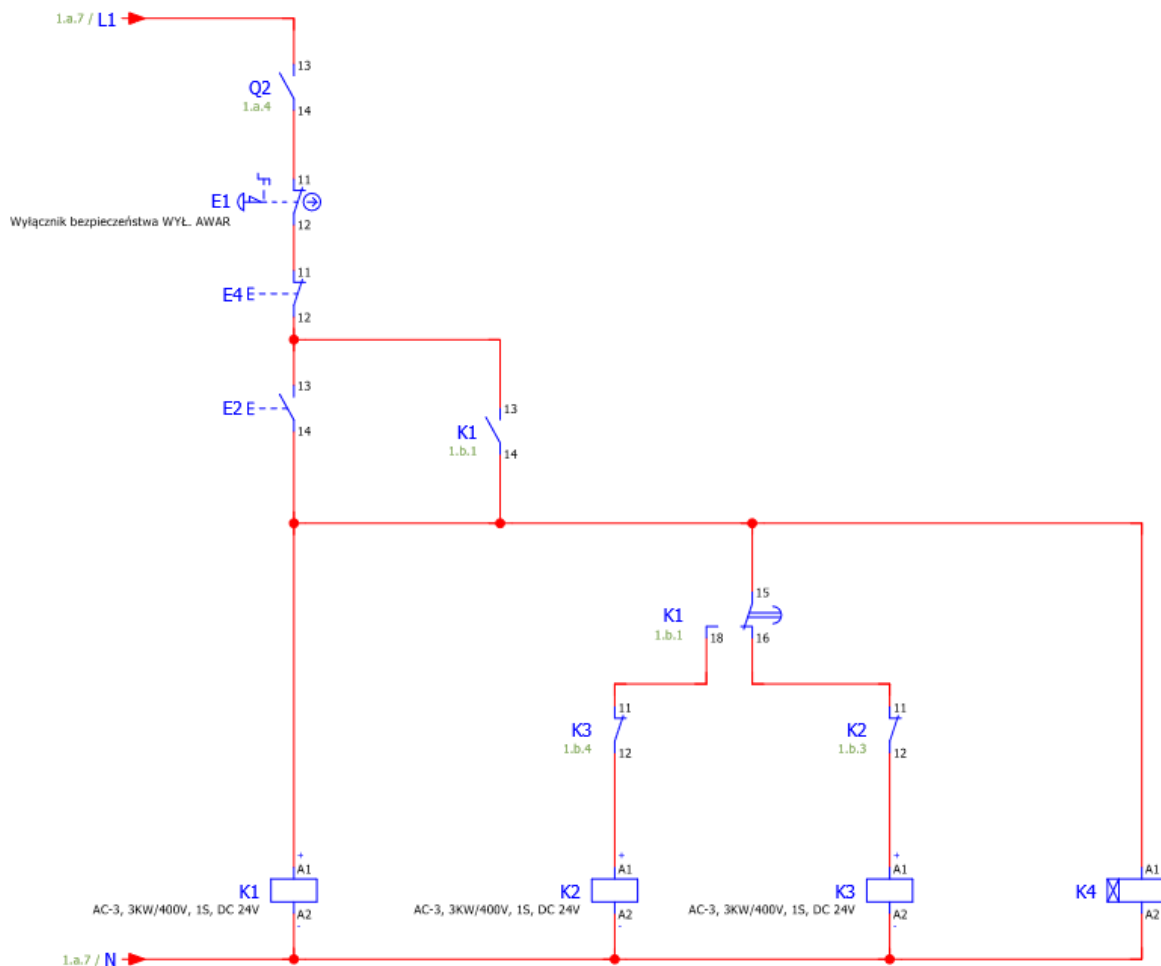 1.a.7 / L1
13
Q2
1.a.4
14
11
E1
Wyłącznik bezpieczeństwa WYŁ. AWAR
12
11
E4
12
13
E2
14
13
K1
1.b.1
14
15
K1
1.b.1
18
16
11
K3
1.b.4
12
11
K2
1.b.3
12
+
A1
K1
AC-3, 3KW/400V, 1S, DC 24V
A2
-
+
A1
K2
AC-3, 3KW/400V, 1S, DC 24V
A2
-
+
A1
K3
AC-3, 3KW/400V, 1S, DC 24V
A2
-
A1
K4
A2
1.a.7 / N